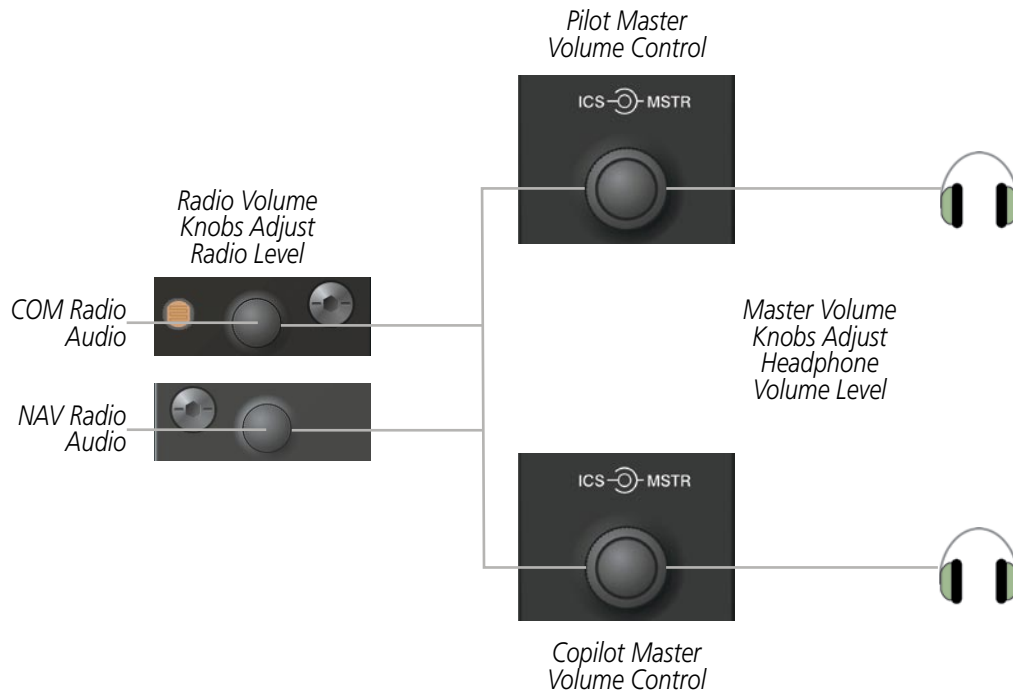 Pilot Master
Volume Control
ICS MSTR
Radio Volume
Knobs Adjust
Radio Level
COM Radio
Audio
NAV Radio
Audio
Master Volume
Knobs Adjust
Headphone
Volume Level
ICS MSTR
Copilot Master
Volume Control